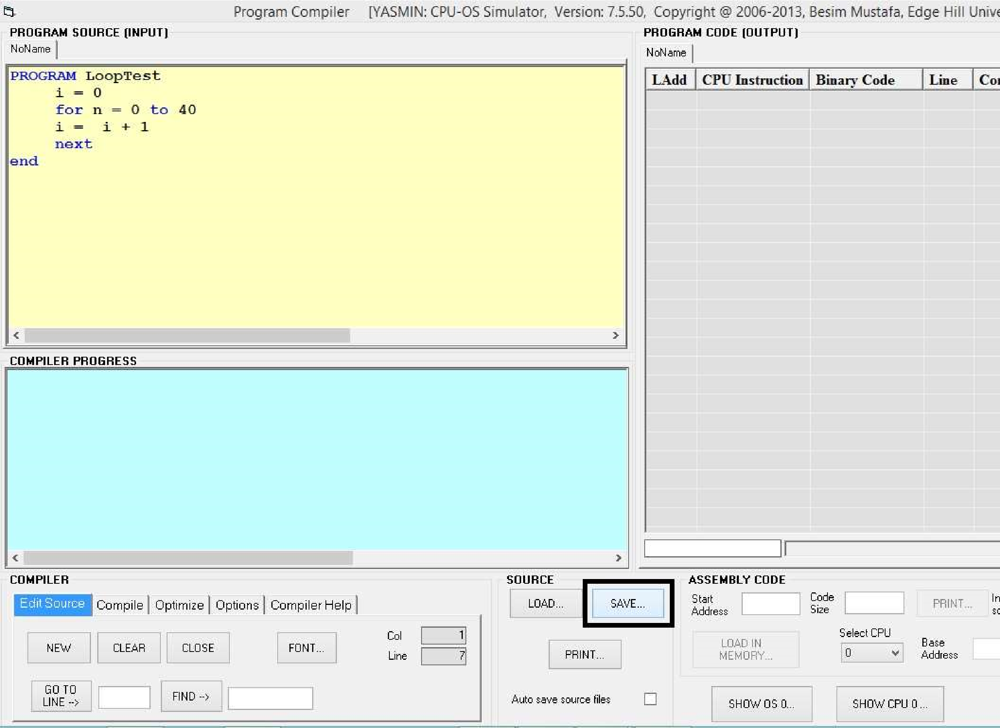 Program Compiler [YASMIN: CPU-OS Simulator, Version: 7.5.50, Copyright @ 2006-2013, Besim Mustafa, Edge Hill Unive
PROGRAM SOURCE (INPUT)
NoName
PROGRAM LoopTest
i = 0
for n = 0 to 40
i = i + 1
next
end
PROGRAM CODE (OUTPUT)
NoName
LAdd CPU Instruction Binary Code Line Co
COMPILER PROGRESS
COMPILER
Edit Source Compile Optimize Options Compiler Help
NEW CLEAR CLOSE FONT...
Col 1
Line 7
GO TO
LINE -->
FIND -->
SOURCE
LOAD... SAVE...
PRINT...
Auto save source files
ASSEMBLY CODE
Start
Address
Code
Size
PRINT...
In
so
LOAD IN
MEMORY...
Select CPU
0
Base
Address
SHOW OS 0... SHOW CPU 0...